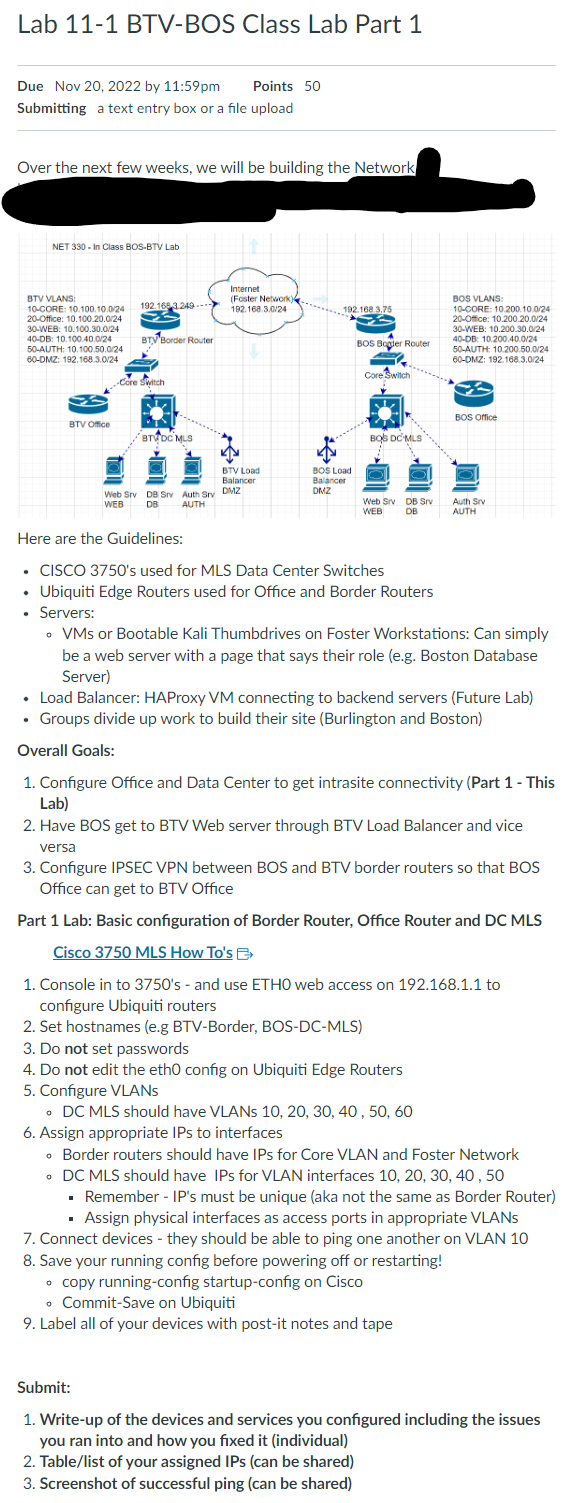 Lab 11-1 BTV-BOS Class Lab Part 1
Due Nov 20, 2022 by 11:59pm Points 50
Submitting a text entry box or a file upload
Over the next few weeks, we will be building the Network
NET 330 - In Class BOS-BTV Lab
Internet
(Foster Network)
192.168.3.0/24
BTV VLANS:
10-CORE: 10.100.10.0/24
20-Office: 10.100.20.0/24
30-WEB: 10.100.30.0/24
40-DB: 10.100.40.0/24
50-AUTH: 10.100.50.0/24
60-DMZ: 192.168.3.0/24
192.168.3.249
BTV Border Router
192.168.3.75
BOS Border Router
BOS VLANS:
10-CORE: 10.200.10.0/24
20-Office: 10.200.20.0/24
30-WEB: 10.200.30.0/24
40-DB: 10.200.40.0/24
50-AUTH: 10.200.50.0/24
60-DMZ: 192.168.3.0/24
Core Switch
Core Switch
BTV Office
BTV DC MLS
BOS DC MLS
BOS Office
BTV Load
Balancer
DMZ
BOS Load
Balancer
DMZ
Web Srv
WEB
DB Srv
DB
Auth Srv
AUTH
Web Srv
WEB
DB Srv
DB
Auth Srv
AUTH
Here are the Guidelines:
• CISCO 3750's used for MLS Data Center Switches
• Ubiquiti Edge Routers used for Office and Border Routers
• Servers:
◦ VMs or Bootable Kali Thumbdrives on Foster Workstations: Can simply
be a web server with a page that says their role (e.g. Boston Database
Server)
• Load Balancer: HAProxy VM connecting to backend servers (Future Lab)
• Groups divide up work to build their site (Burlington and Boston)
Overall Goals:
1. Configure Office and Data Center to get intrasite connectivity (Part 1 - This
Lab)
2. Have BOS get to BTV Web server through BTV Load Balancer and vice
versa
3. Configure IPSEC VPN between BOS and BTV border routers so that BOS
Office can get to BTV Office
Part 1 Lab: Basic configuration of Border Router, Office Router and DC MLS
Cisco 3750 MLS How To's
1. Console in to 3750's - and use ETH0 web access on 192.168.1.1 to
configure Ubiquiti routers
2. Set hostnames (e.g BTV-Border, BOS-DC-MLS)
3. Do not set passwords
4. Do not edit the eth0 config on Ubiquiti Edge Routers
5. Configure VLANs
◦ DC MLS should have VLANs 10, 20, 30, 40 , 50, 60
6. Assign appropriate IPs to interfaces
◦ Border routers should have IPs for Core VLAN and Foster Network
◦ DC MLS should have IPs for VLAN interfaces 10, 20, 30, 40 , 50
▪ Remember - IP's must be unique (aka not the same as Border Router)
▪ Assign physical interfaces as access ports in appropriate VLANs
7. Connect devices - they should be able to ping one another on VLAN 10
8. Save your running config before powering off or restarting!
◦ copy running-config startup-config on Cisco
◦ Commit-Save on Ubiquiti
9. Label all of your devices with post-it notes and tape
Submit:
1. Write-up of the devices and services you configured including the issues
you ran into and how you fixed it (individual)
2. Table/list of your assigned IPs (can be shared)
3. Screenshot of successful ping (can be shared)